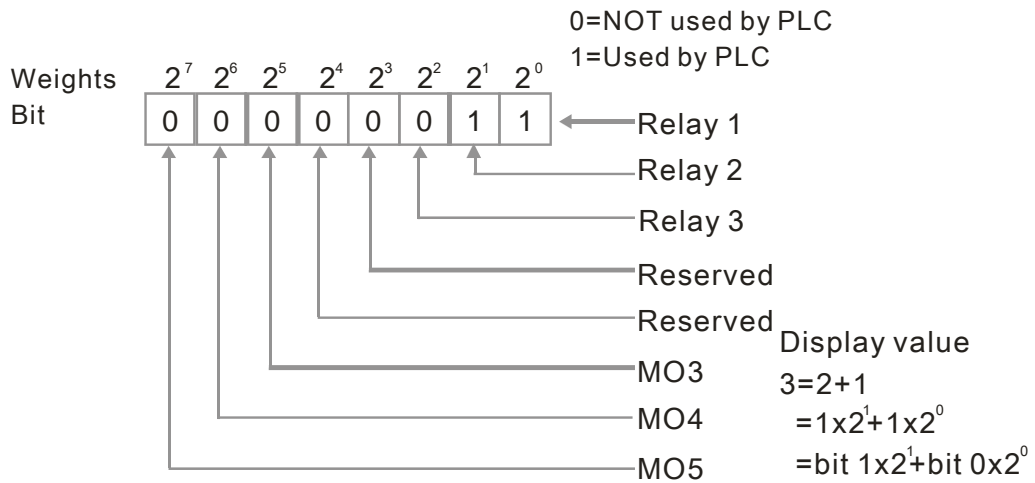 0=NOT used by PLC
1=Used by PLC
Weights 2⁷ 2⁶ 2⁵ 2⁴ 2³ 2² 2¹ 2⁰
Bit 0 0 0 0 0 0 1 1
Relay 1
Relay 2
Relay 3
Reserved
Reserved
MO3
MO4
MO5
Display value
3=2+1
=1x2¹+1x2⁰
=bit 1x2¹+bit 0x2⁰